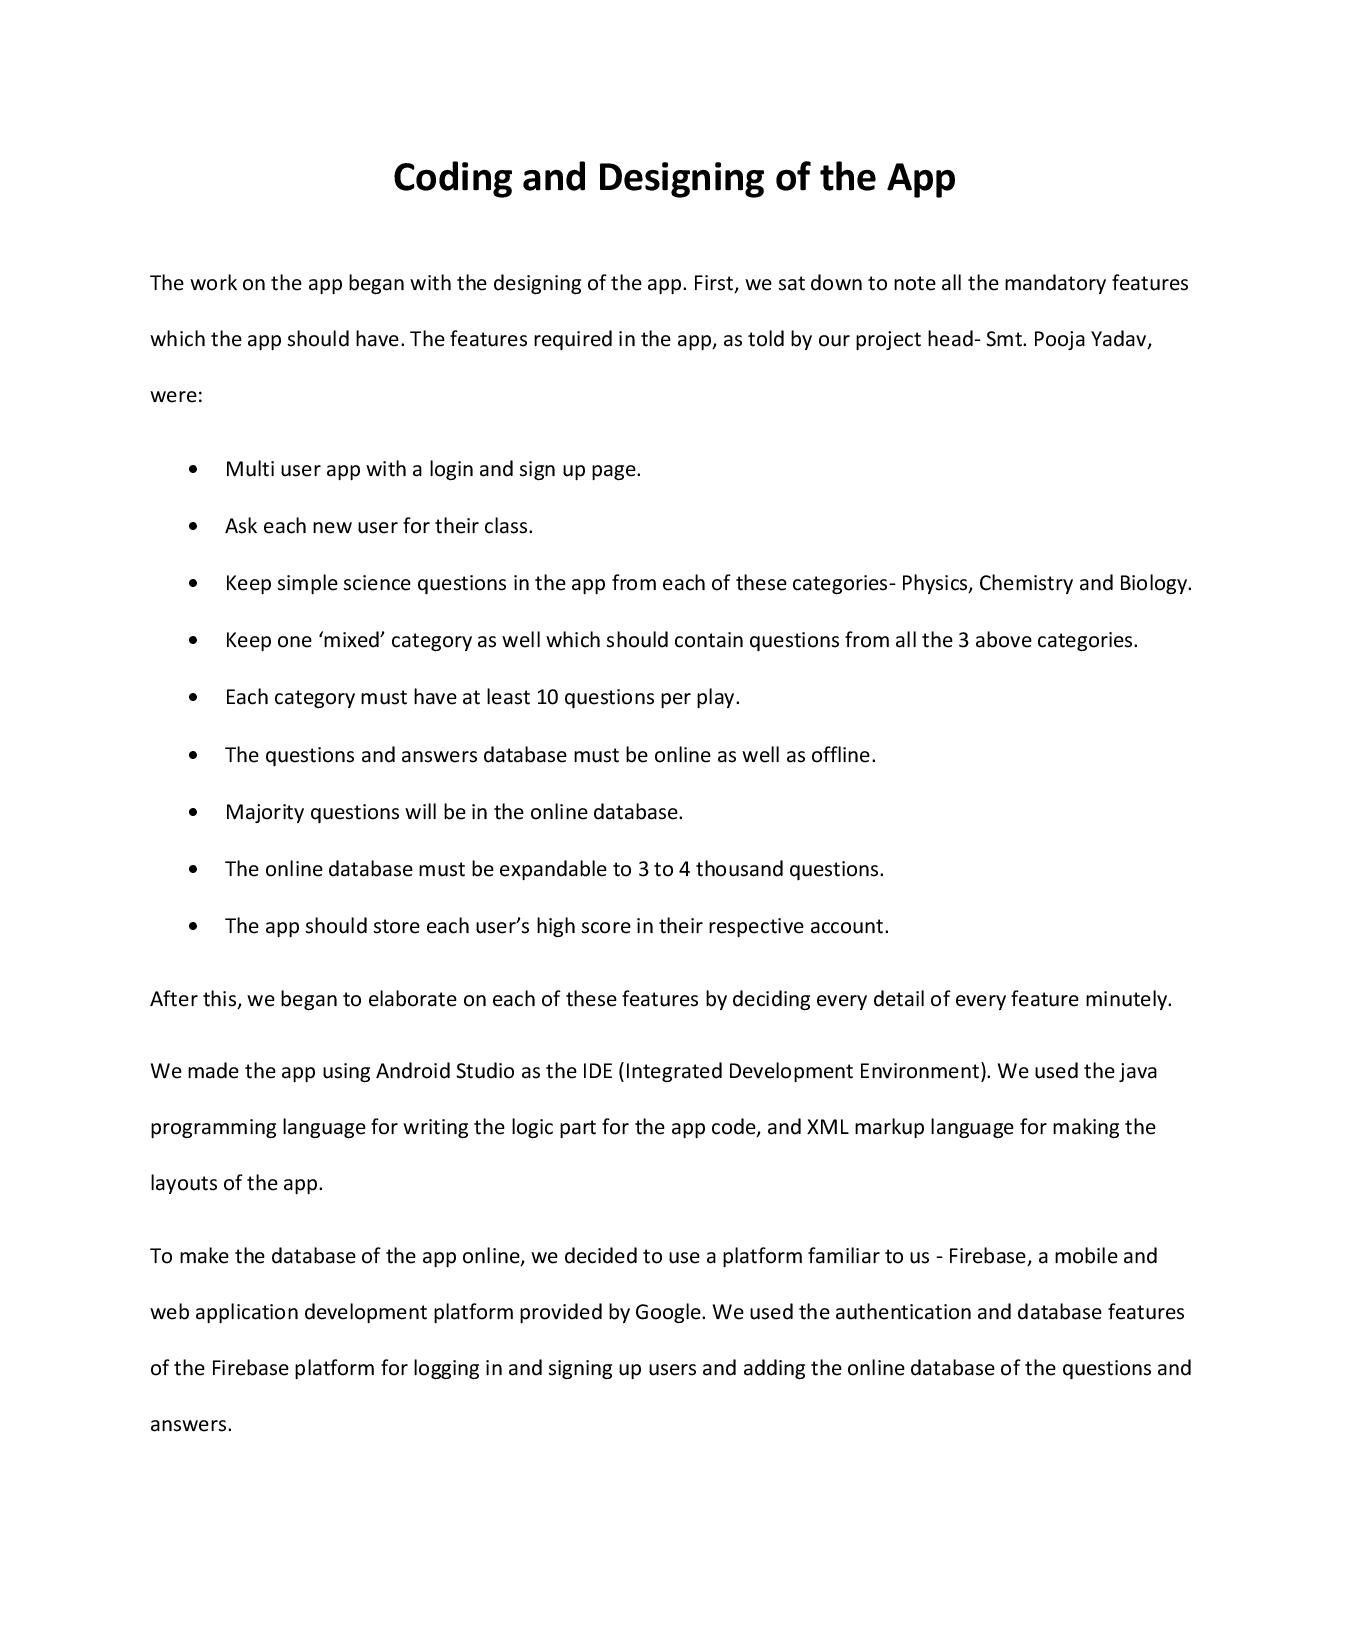 Coding and Designing of the App
The work on the app began with the designing of the app. First, we sat down to note all the mandatory features
which the app should have. The features required in the app, as told by our project head- Smt. Pooja Yadav,
were:
• Multi user app with a login and sign up page.
• Ask each new user for their class.
• Keep simple science questions in the app from each of these categories- Physics, Chemistry and Biology.
• Keep one ‘mixed’ category as well which should contain questions from all the 3 above categories.
• Each category must have at least 10 questions per play.
• The questions and answers database must be online as well as offline.
• Majority questions will be in the online database.
• The online database must be expandable to 3 to 4 thousand questions.
• The app should store each user’s high score in their respective account.
After this, we began to elaborate on each of these features by deciding every detail of every feature minutely.
We made the app using Android Studio as the IDE (Integrated Development Environment). We used the java
programming language for writing the logic part for the app code, and XML markup language for making the
layouts of the app.
To make the database of the app online, we decided to use a platform familiar to us - Firebase, a mobile and
web application development platform provided by Google. We used the authentication and database features
of the Firebase platform for logging in and signing up users and adding the online database of the questions and
answers.